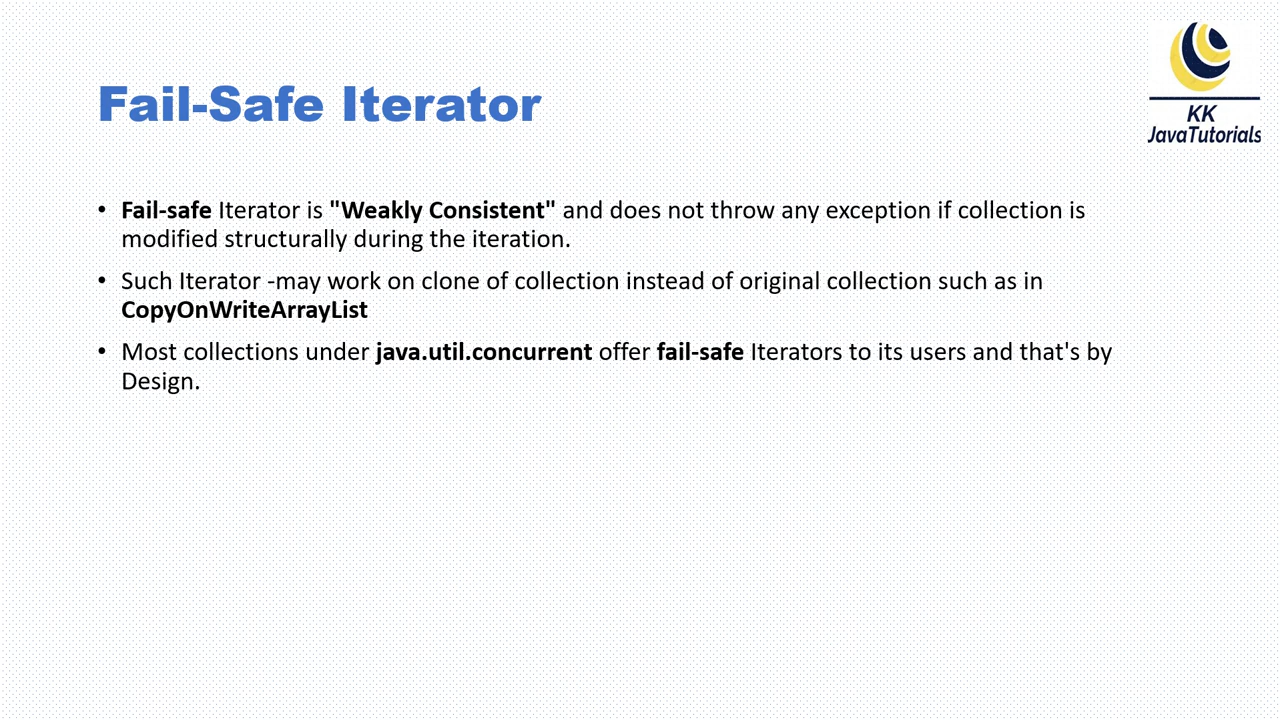 Fail-Safe Iterator
KK
JavaTutorials
• Fail-safe Iterator is "Weakly Consistent" and does not throw any exception if collection is
modified structurally during the iteration.
• Such Iterator -may work on clone of collection instead of original collection such as in
CopyOnWriteArrayList
• Most collections under java.util.concurrent offer fail-safe Iterators to its users and that's by
Design.